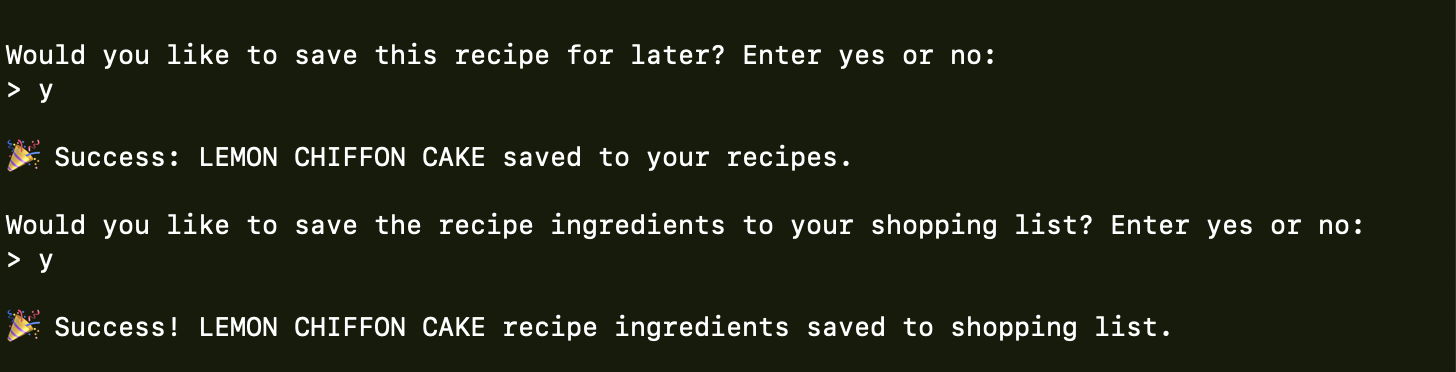 Would you like to save this recipe for later? Enter yes or no:
> y
🎉 Success: LEMON CHIFFON CAKE saved to your recipes.
Would you like to save the recipe ingredients to your shopping list? Enter yes or no:
> y
🎉 Success! LEMON CHIFFON CAKE recipe ingredients saved to shopping list.